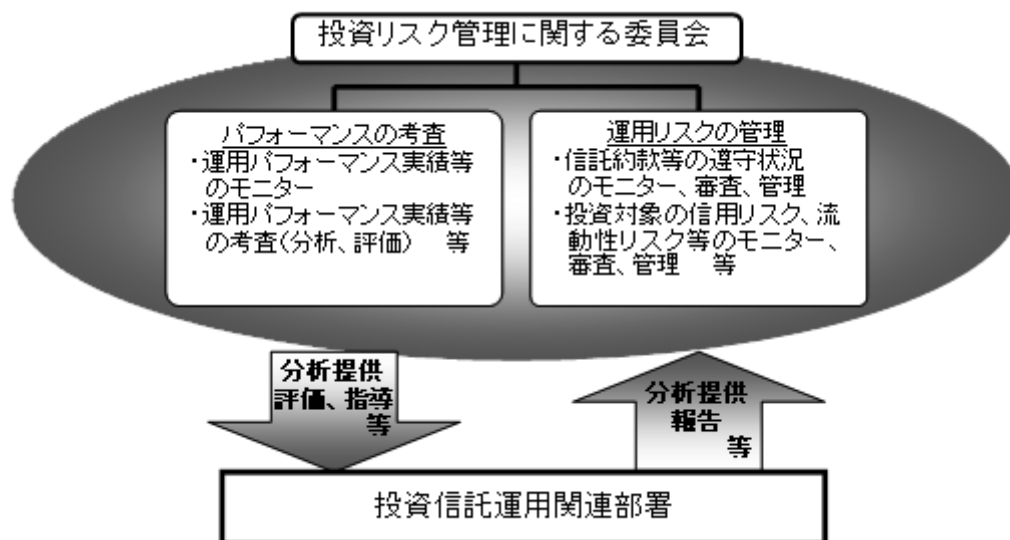 投資リスク管理に関する委員会
パフォーマンスの考査
・運用パフォーマンス実績等
のモニター
・運用パフォーマンス実績等
の考査(分析、評価) 等
運用リスクの管理
・信託約款等の遵守状況
のモニター、審査、管理
・投資対象の信用リスク、流
動性リスク等のモニター、
審査、管理 等
分析提供
評価、指導
等
分析提供
報告
等
投資信託運用関連部署